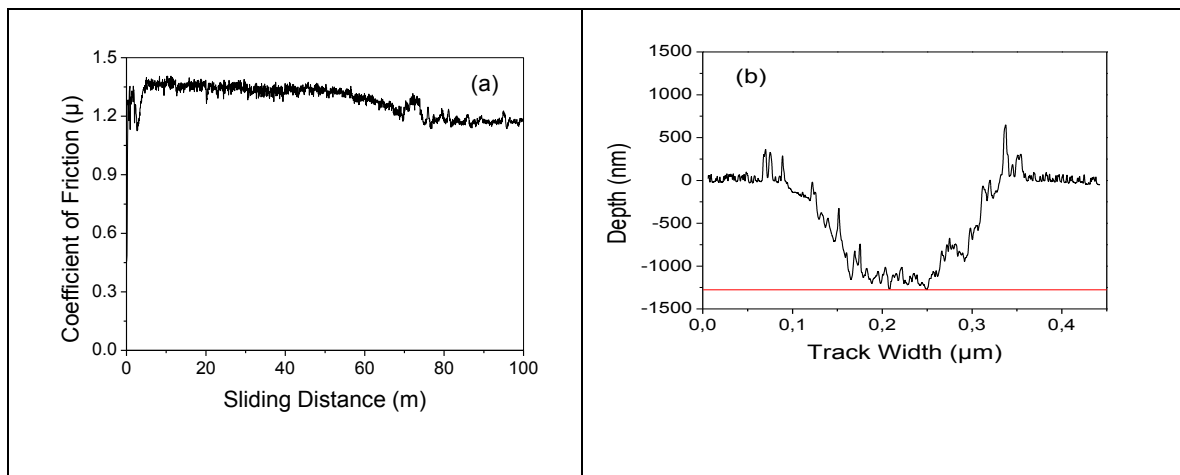 (a)
1.5
1.2
0.9
0.6
0.3
0.0
0 20 40 60 80 100
Coefficient of Friction (μ)
Sliding Distance (m)
(b)
1500
1000
500
0
-500
-1000
-1500
0,0 0,1 0,2 0,3 0,4
Depth (nm)
Track Width (μm)